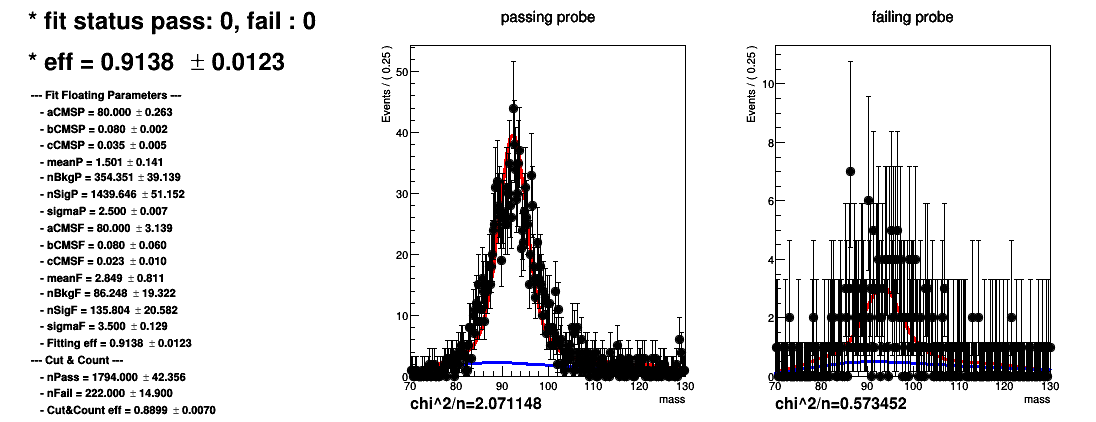 * fit status pass: 0, fail : 0
* eff = 0.9138 ± 0.0123
--- Fit Floating Parameters ---
- aCMSP = 80.000 ± 0.263
- bCMSP = 0.080 ± 0.002
- cCMSP = 0.035 ± 0.005
- meanP = 1.501 ± 0.141
- nBkgP = 354.351 ± 39.139
- nSigP = 1439.646 ± 51.152
- sigmaP = 2.500 ± 0.007
- aCMSF = 80.000 ± 3.139
- bCMSF = 0.080 ± 0.060
- cCMSF = 0.023 ± 0.010
- meanF = 2.849 ± 0.811
- nBkgF = 86.248 ± 19.322
- nSigF = 135.804 ± 20.582
- sigmaF = 3.500 ± 0.129
- Fitting eff = 0.9138 ± 0.0123
--- Cut & Count ---
- nPass = 1794.000 ± 42.356
- nFail = 222.000 ± 14.900
- Cut&Count eff = 0.8899 ± 0.0070
passing probe
Events / ( 0.25 )
50
40
30
20
10
0
70 80 90 100 110 120 130
mass
chi^2/n=2.071148
failing probe
Events / ( 0.25 )
10
8
6
4
2
0
70 80 90 100 110 120 130
mass
chi^2/n=0.573452